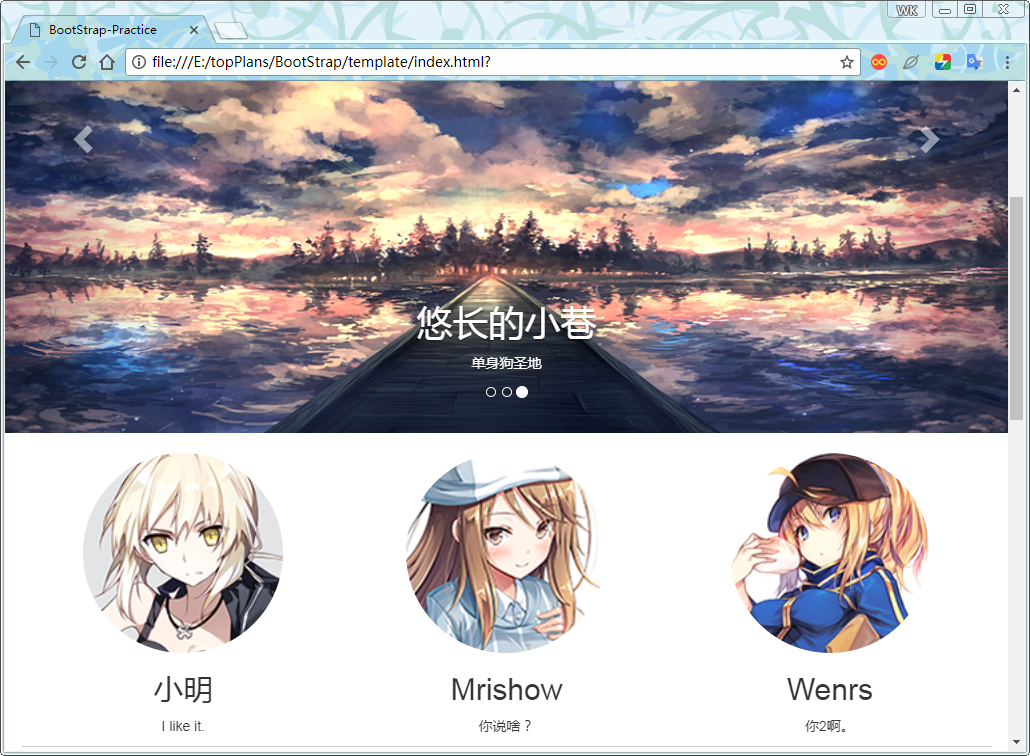 WK
BootStrap-Practice
file:///E:/topPlans/BootStrap/template/index.html?
悠长的小巷
单身狗圣地
小明
Mrishow
Wenrs
I like it.
你说啥？
你2啊。